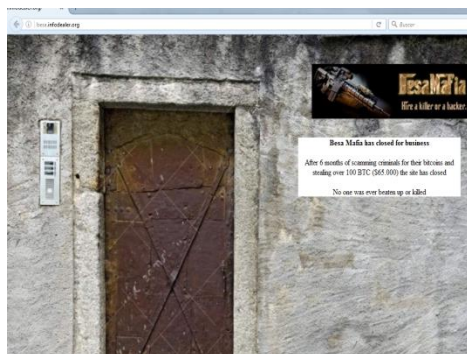 besa.infodealer.org
Buscar
BesaMafia
Hire a killer or a hacker.
Besa Mafia has closed for business
After 6 months of scamming criminals for their bitcoins and
stealing over 100 BTC ($65.000) the site has closed
No one was ever beaten up or killed